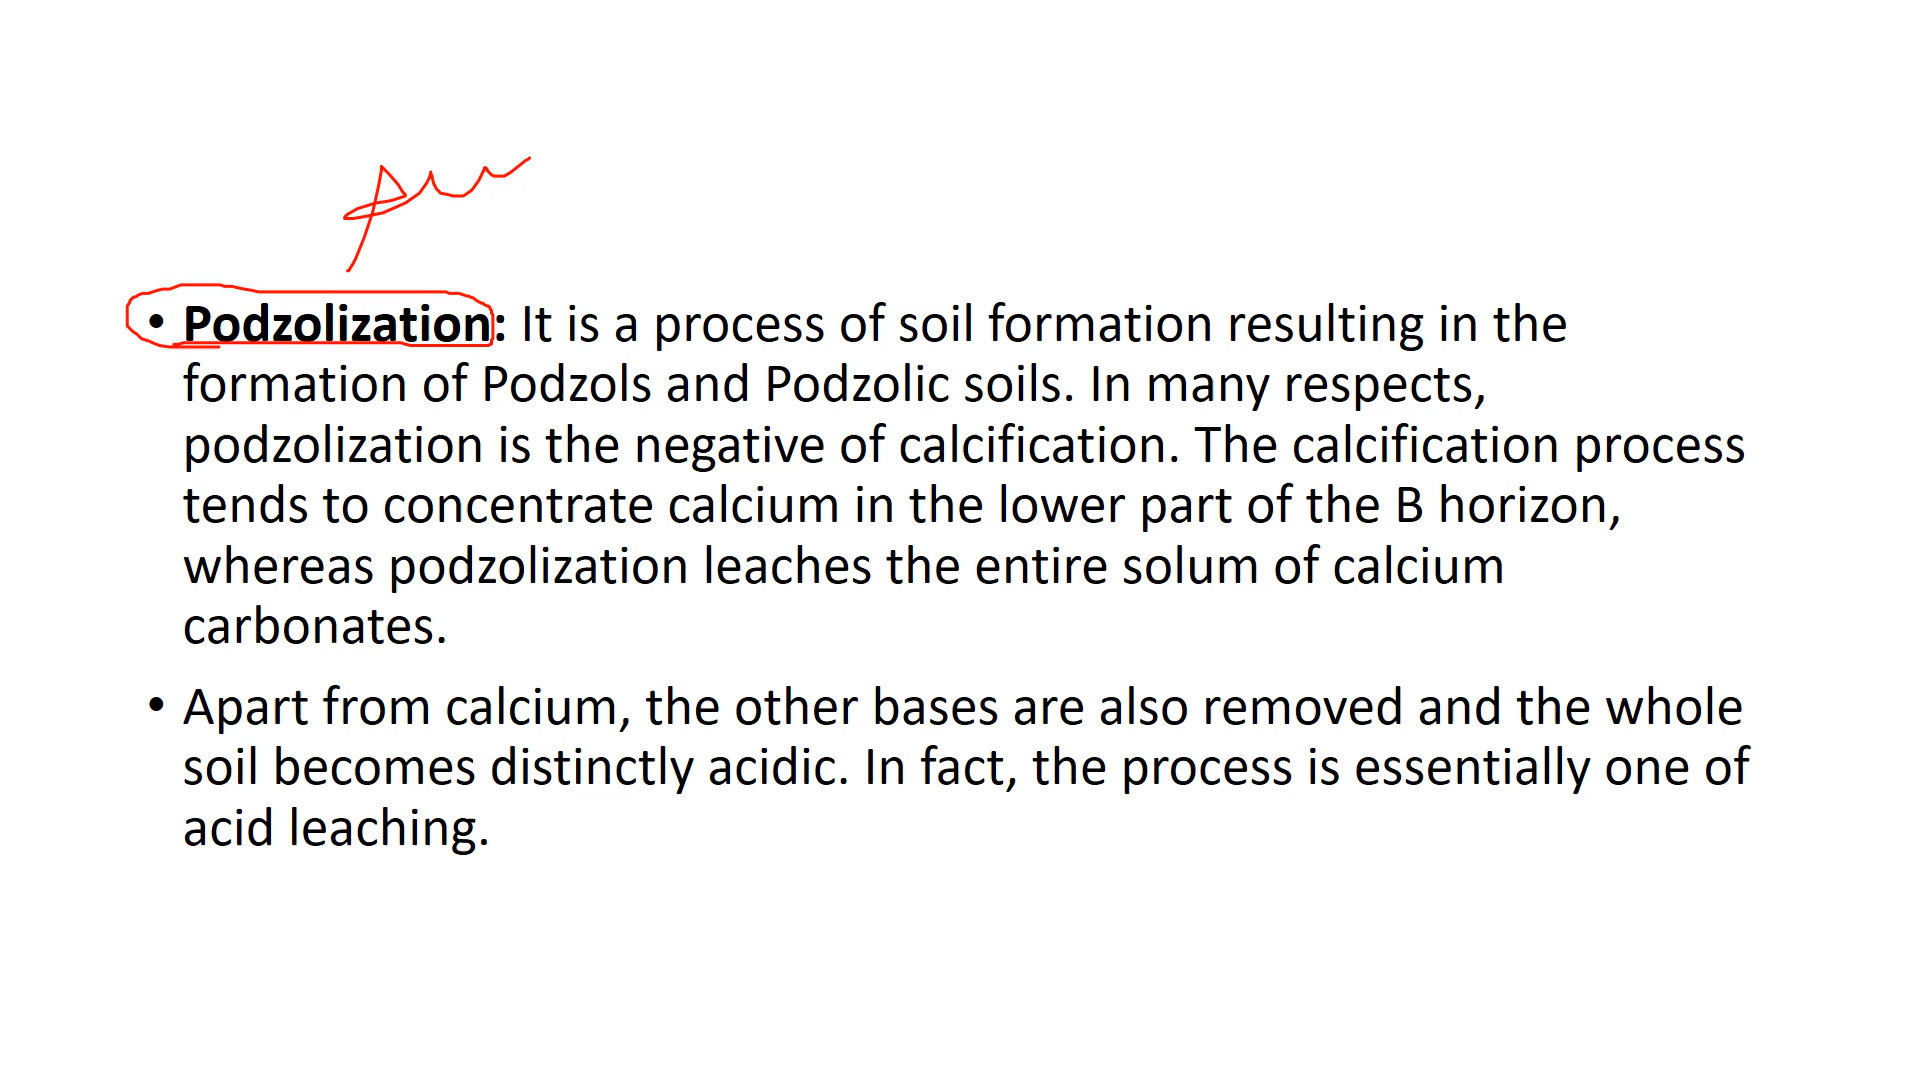 • Podzolization: It is a process of soil formation resulting in the
formation of Podzols and Podzolic soils. In many respects,
podzolization is the negative of calcification. The calcification process
tends to concentrate calcium in the lower part of the B horizon,
whereas podzolization leaches the entire solum of calcium
carbonates.
• Apart from calcium, the other bases are also removed and the whole
soil becomes distinctly acidic. In fact, the process is essentially one of
acid leaching.